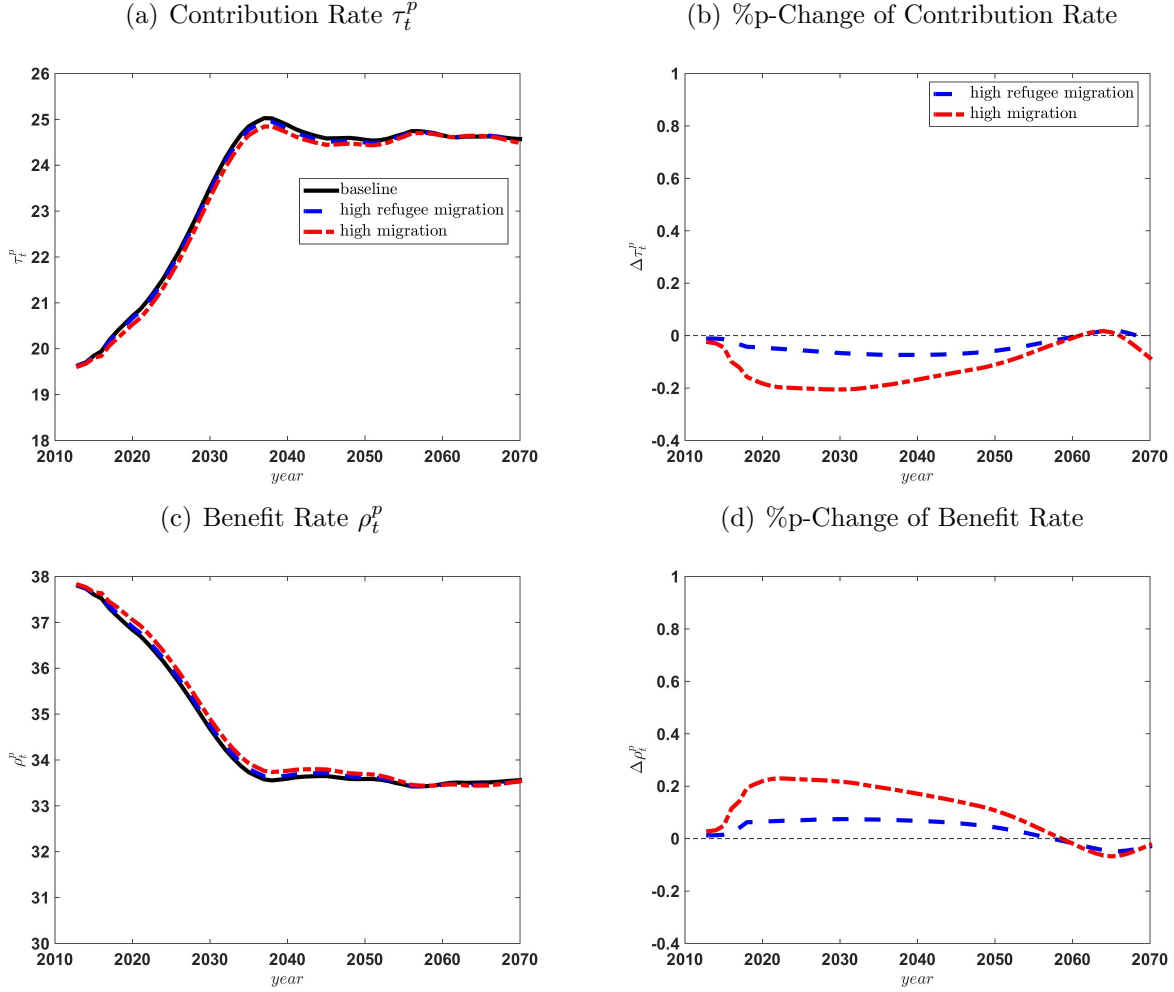 (a) Contribution Rate τ_t^p
26
25
24
23
22
21
20
19
18
2010 2020 2030 2040 2050 2060 2070
year
τ_t^p
baseline
high refugee migration
high migration
(b) %p-Change of Contribution Rate
1
0.8
0.6
0.4
0.2
0
-0.2
-0.4
2010 2020 2030 2040 2050 2060 2070
year
Δτ_t^p
high refugee migration
high migration
(c) Benefit Rate ρ_t^p
38
37
36
35
34
33
32
31
30
2010 2020 2030 2040 2050 2060 2070
year
ρ_t^p
(d) %p-Change of Benefit Rate
1
0.8
0.6
0.4
0.2
0
-0.2
-0.4
2010 2020 2030 2040 2050 2060 2070
year
Δρ_t^p